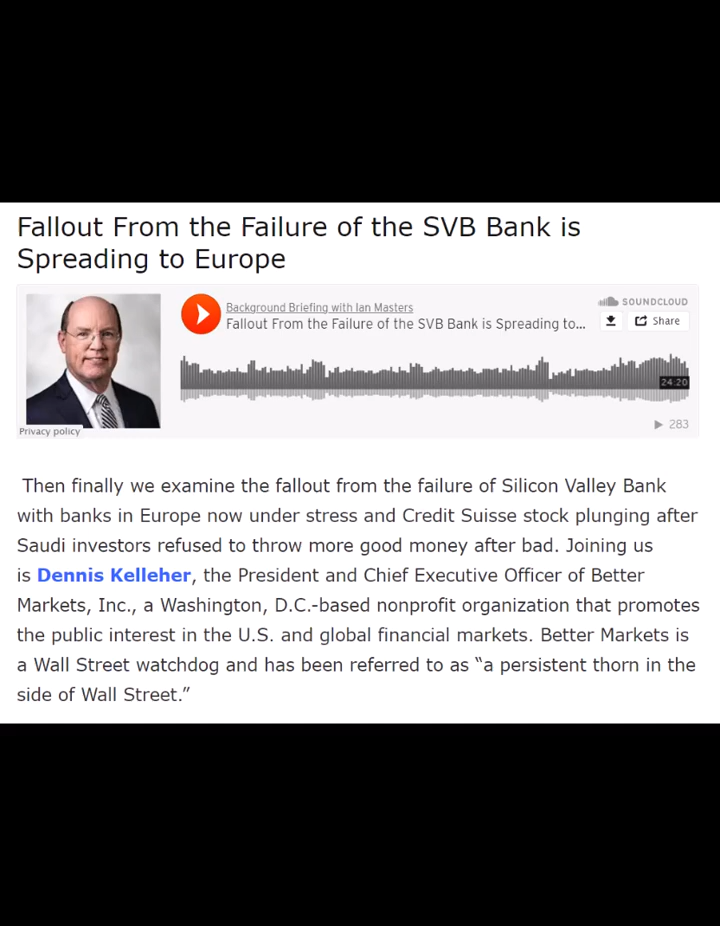 Fallout From the Failure of the SVB Bank is
Spreading to Europe
Background Briefing with Ian Masters
SOUNDCLOUD
Fallout From the Failure of the SVB Bank is Spreading to...
Share
24:20
283
Privacy policy
Then finally we examine the fallout from the failure of Silicon Valley Bank
with banks in Europe now under stress and Credit Suisse stock plunging after
Saudi investors refused to throw more good money after bad. Joining us
is Dennis Kelleher, the President and Chief Executive Officer of Better
Markets, Inc., a Washington, D.C.-based nonprofit organization that promotes
the public interest in the U.S. and global financial markets. Better Markets is
a Wall Street watchdog and has been referred to as “a persistent thorn in the
side of Wall Street.”